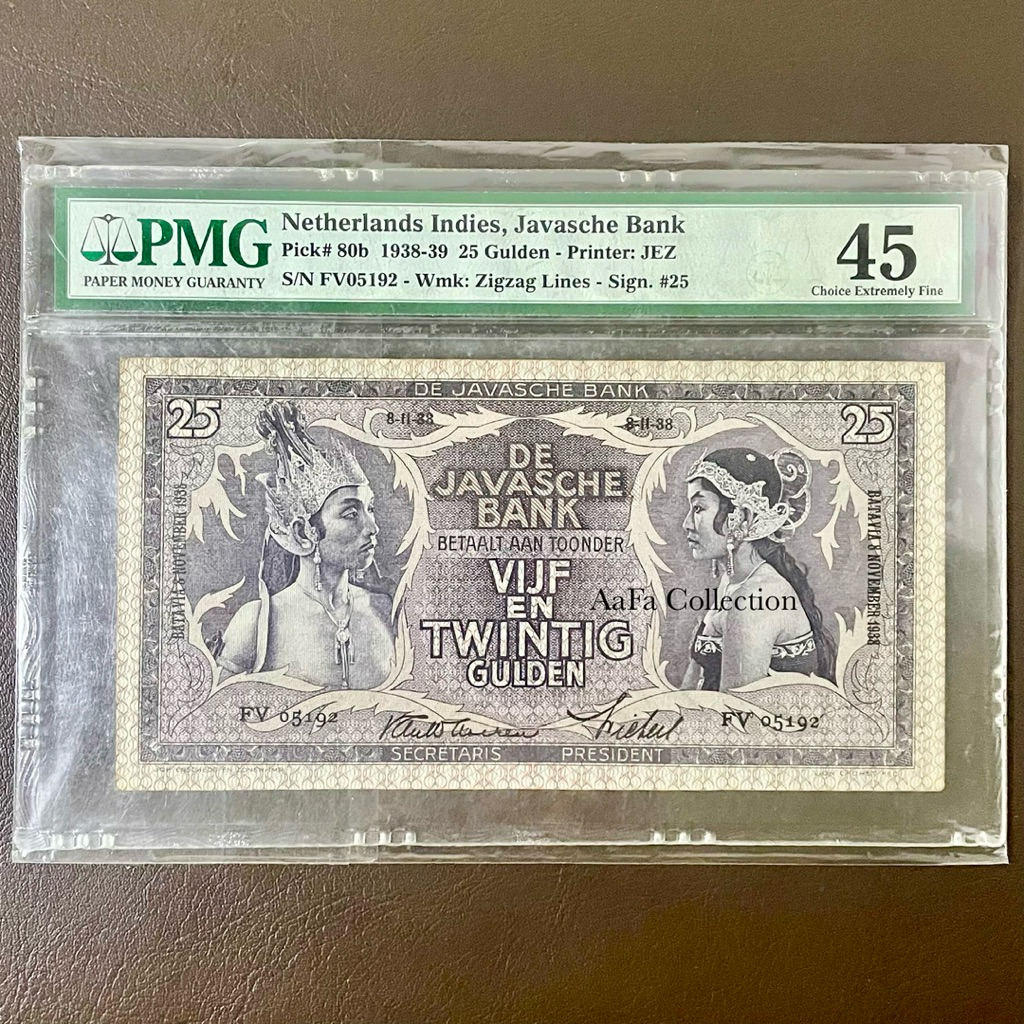 PMG
PAPER MONEY GUARANTY
Netherlands Indies, Javasche Bank
Pick# 80b 1938-39 25 Gulden - Printer: JEZ
S/N FV05192 - Wmk: Zigzag Lines - Sign. #25
45
Choice Extremely Fine
DE JAVASCHE BANK
25
25
8-11-38
8-11-38
DE
JAVASCHE
BANK
BETAALT AAN TOONDER
VIJF
EN
TWINTIG
GULDEN
BATAVIA 8 NOVEMBER 1938
BATAVIA 8 NOVEMBER 1938
AaFa Collection
FV 05192
FV 05192
SECRETARIS PRESIDENT